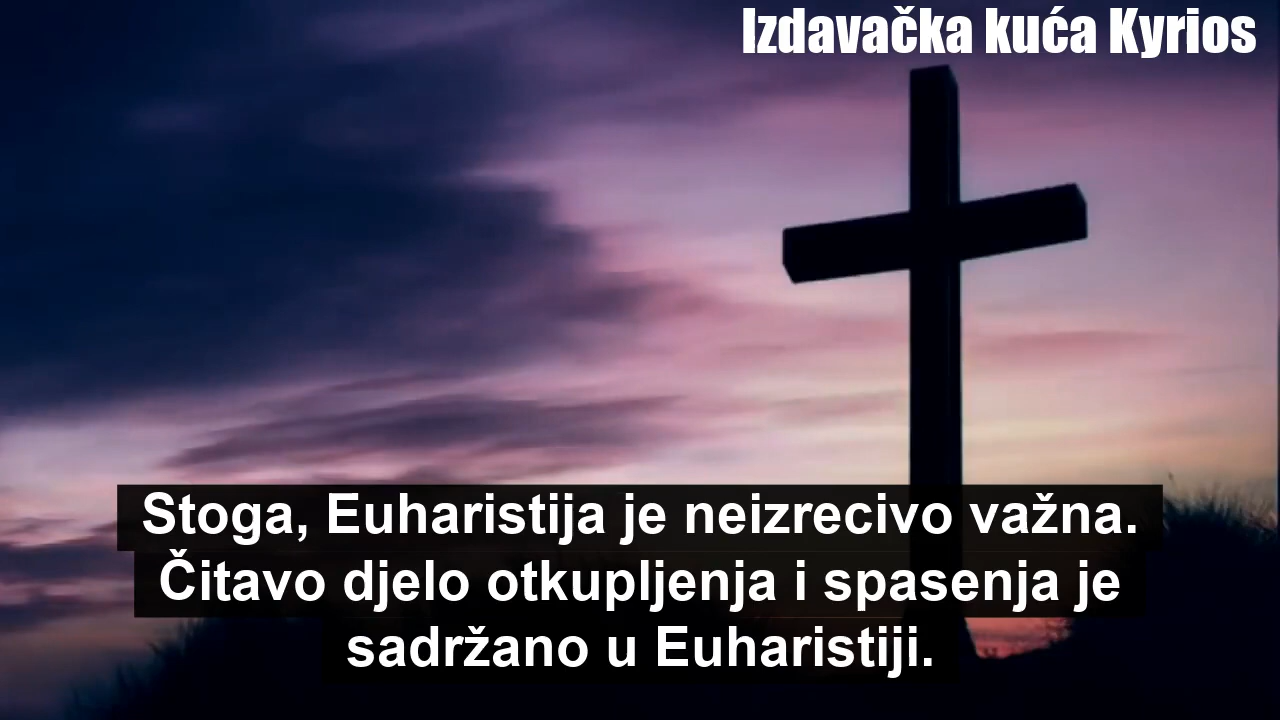 Izdavačka kuća Kyrios
Stoga, Euharistija je neizrecivo važna.
Čitavo djelo otkupljenja i spasenja je
sadržano u Euharistiji.